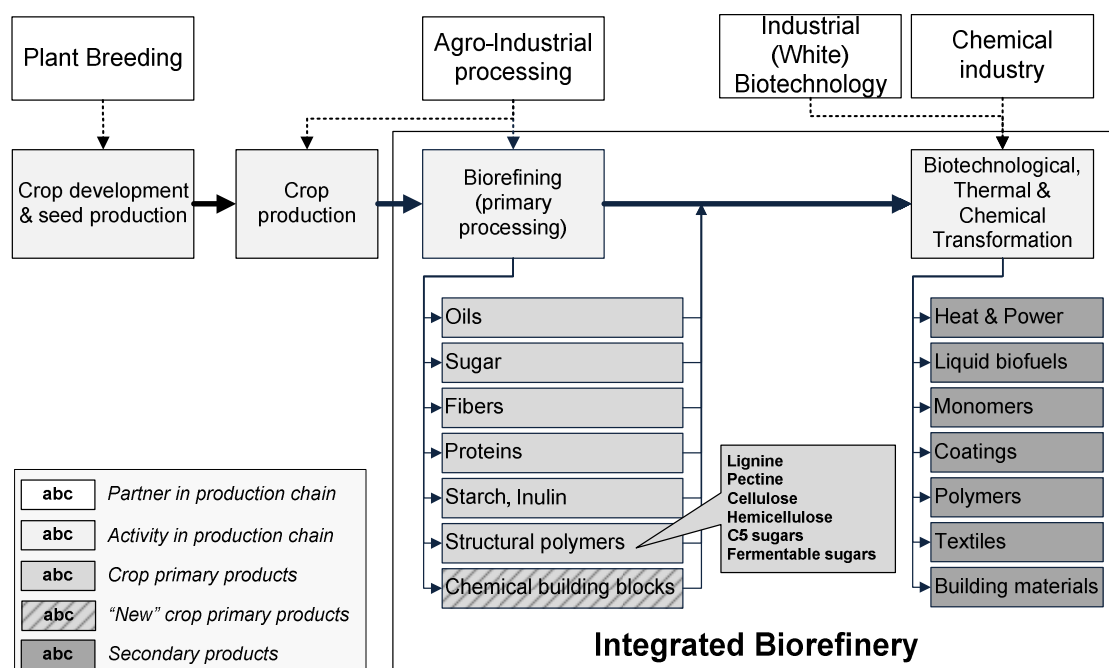 Plant Breeding
Agro-Industrial
processing
Industrial
(White)
Biotechnology
Chemical
industry
Crop development
& seed production
Crop
production
Biorefining
(primary
processing)
Biotechnological,
Thermal &
Chemical
Transformation
Oils
Sugar
Fibers
Proteins
Starch, Inulin
Structural polymers
Chemical building blocks
Lignine
Pectine
Cellulose
Hemicellulose
C5 sugars
Fermentable sugars
Heat & Power
Liquid biofuels
Monomers
Coatings
Polymers
Textiles
Building materials
abc Partner in production chain
abc Activity in production chain
abc Crop primary products
abc “New” crop primary products
abc Secondary products
Integrated Biorefinery